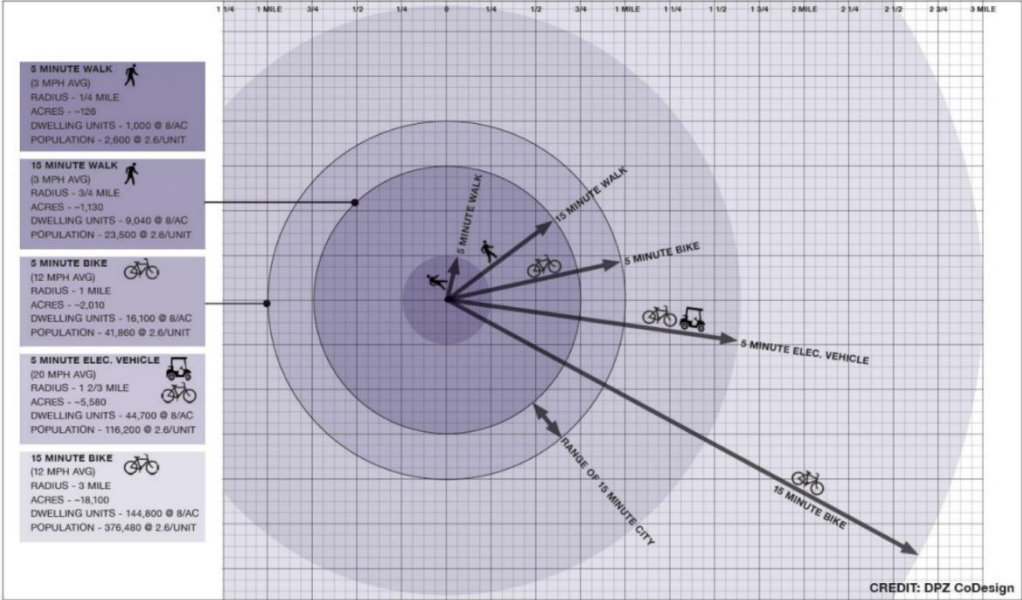 1 1/4 1 MILE 3/4 1/2 1/4 0 1/4 1/2 3/4 1 MILE 1 1/4 1 1/2 1 3/4 2 MILE 2 1/4 2 1/2 2 3/4 3 MILE
5 MINUTE WALK
(3 MPH AVG)
RADIUS - 1/4 MILE
ACRES - ~126
DWELLING UNITS - 1,000 @ 8/AC
POPULATION - 2,600 @ 2.6/UNIT
15 MINUTE WALK
(3 MPH AVG)
RADIUS - 3/4 MILE
ACRES - ~1,130
DWELLING UNITS - 9,040 @ 8/AC
POPULATION - 23,500 @ 2.6/UNIT
5 MINUTE BIKE
(12 MPH AVG)
RADIUS - 1 MILE
ACRES - ~2,010
DWELLING UNITS - 16,100 @ 8/AC
POPULATION - 41,860 @ 2.6/UNIT
5 MINUTE ELEC. VEHICLE
(20 MPH AVG)
RADIUS - 1 2/3 MILE
ACRES - ~5,580
DWELLING UNITS - 44,700 @ 8/AC
POPULATION - 116,200 @ 2.6/UNIT
15 MINUTE BIKE
(12 MPH AVG)
RADIUS - 3 MILE
ACRES - ~18,100
DWELLING UNITS - 144,800 @ 8/AC
POPULATION - 376,480 @ 2.6/UNIT
5 MINUTE WALK
15 MINUTE WALK
5 MINUTE BIKE
5 MINUTE ELEC. VEHICLE
15 MINUTE BIKE
RANGE OF 15 MINUTE CITY
CREDIT: DPZ CoDesign